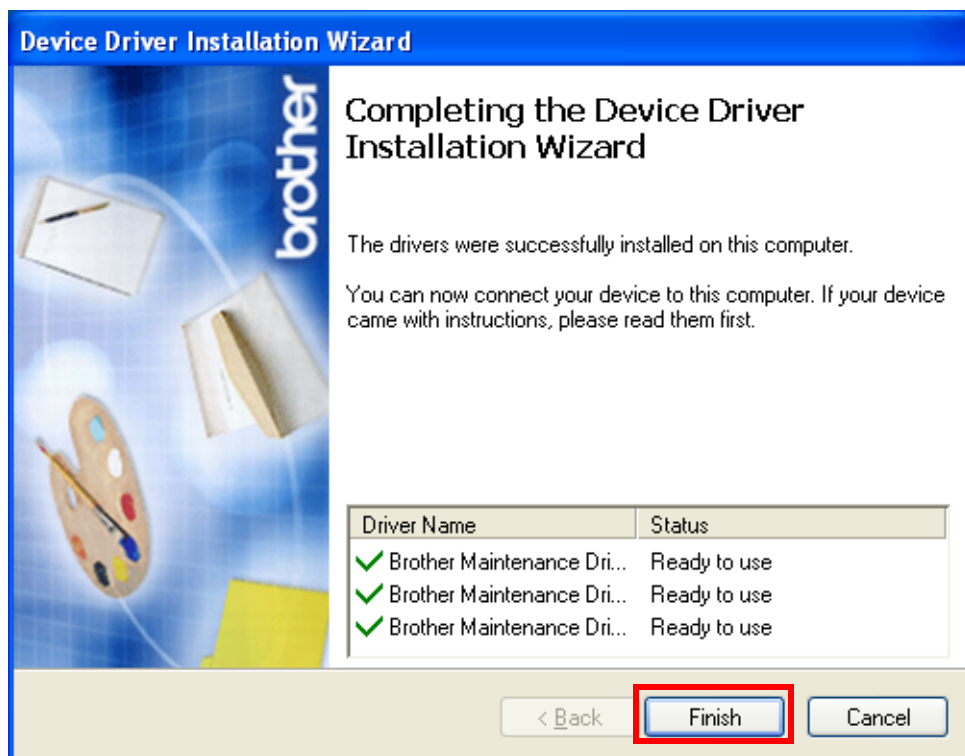 Device Driver Installation Wizard
brother
Completing the Device Driver
Installation Wizard
The drivers were successfully installed on this computer.
You can now connect your device to this computer. If your device
came with instructions, please read them first.
Driver Name Status
Brother Maintenance Dri... Ready to use
Brother Maintenance Dri... Ready to use
Brother Maintenance Dri... Ready to use
< Back Finish Cancel